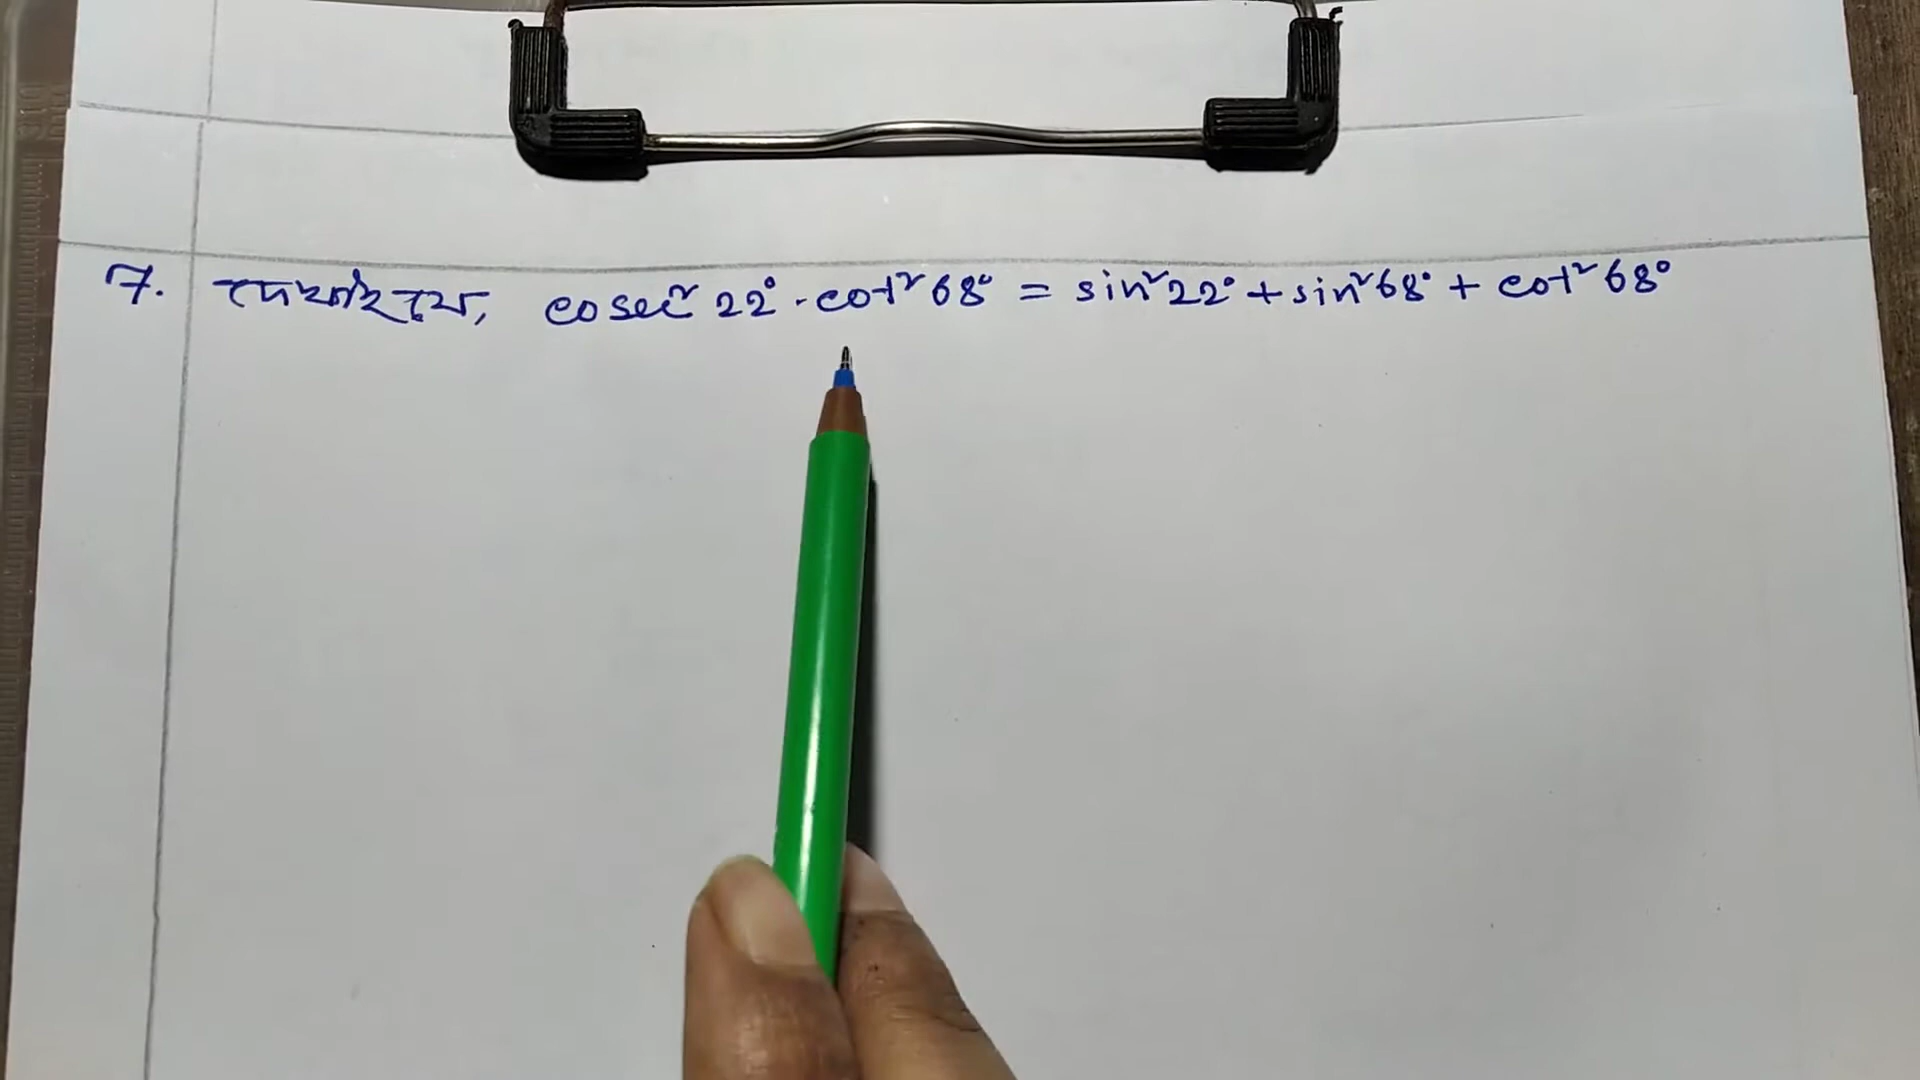 7. দেখাই যে, cosec² 22° · cot² 68° = sin² 22° + sin² 68° + cot² 68°